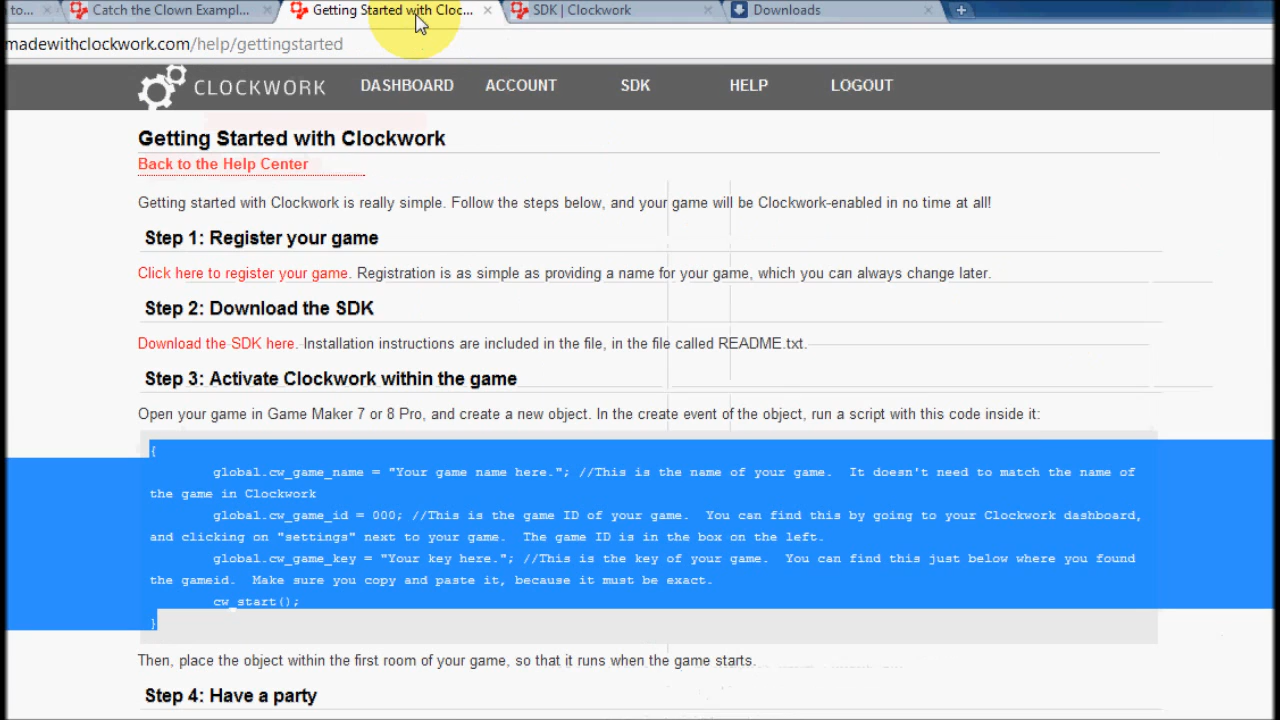 to...
Catch the Clown Exampl...
Getting Started with Cloc...
SDK | Clockwork
Downloads
madewithclockwork.com/help/gettingstarted
CLOCKWORK
DASHBOARD
ACCOUNT
SDK
HELP
LOGOUT
Getting Started with Clockwork
Back to the Help Center
Getting started with Clockwork is really simple. Follow the steps below, and your game will be Clockwork-enabled in no time at all!
Step 1: Register your game
Click here to register your game. Registration is as simple as providing a name for your game, which you can always change later.
Step 2: Download the SDK
Download the SDK here. Installation instructions are included in the file, in the file called README.txt.
Step 3: Activate Clockwork within the game
Open your game in Game Maker 7 or 8 Pro, and create a new object. In the create event of the object, run a script with this code inside it:
{
global.cw_game_name = "Your game name here."; //This is the name of your game.  It doesn't need to match the name of
the game in Clockwork
global.cw_game_id = 000; //This is the game ID of your game.  You can find this by going to your Clockwork dashboard,
and clicking on "settings" next to your game.  The game ID is in the box on the left.
global.cw_game_key = "Your key here."; //This is the key of your game.  You can find this just below where you found
the gameid.  Make sure you copy and paste it, because it must be exact.
cw_start();
}
Then, place the object within the first room of your game, so that it runs when the game starts.
Step 4: Have a party